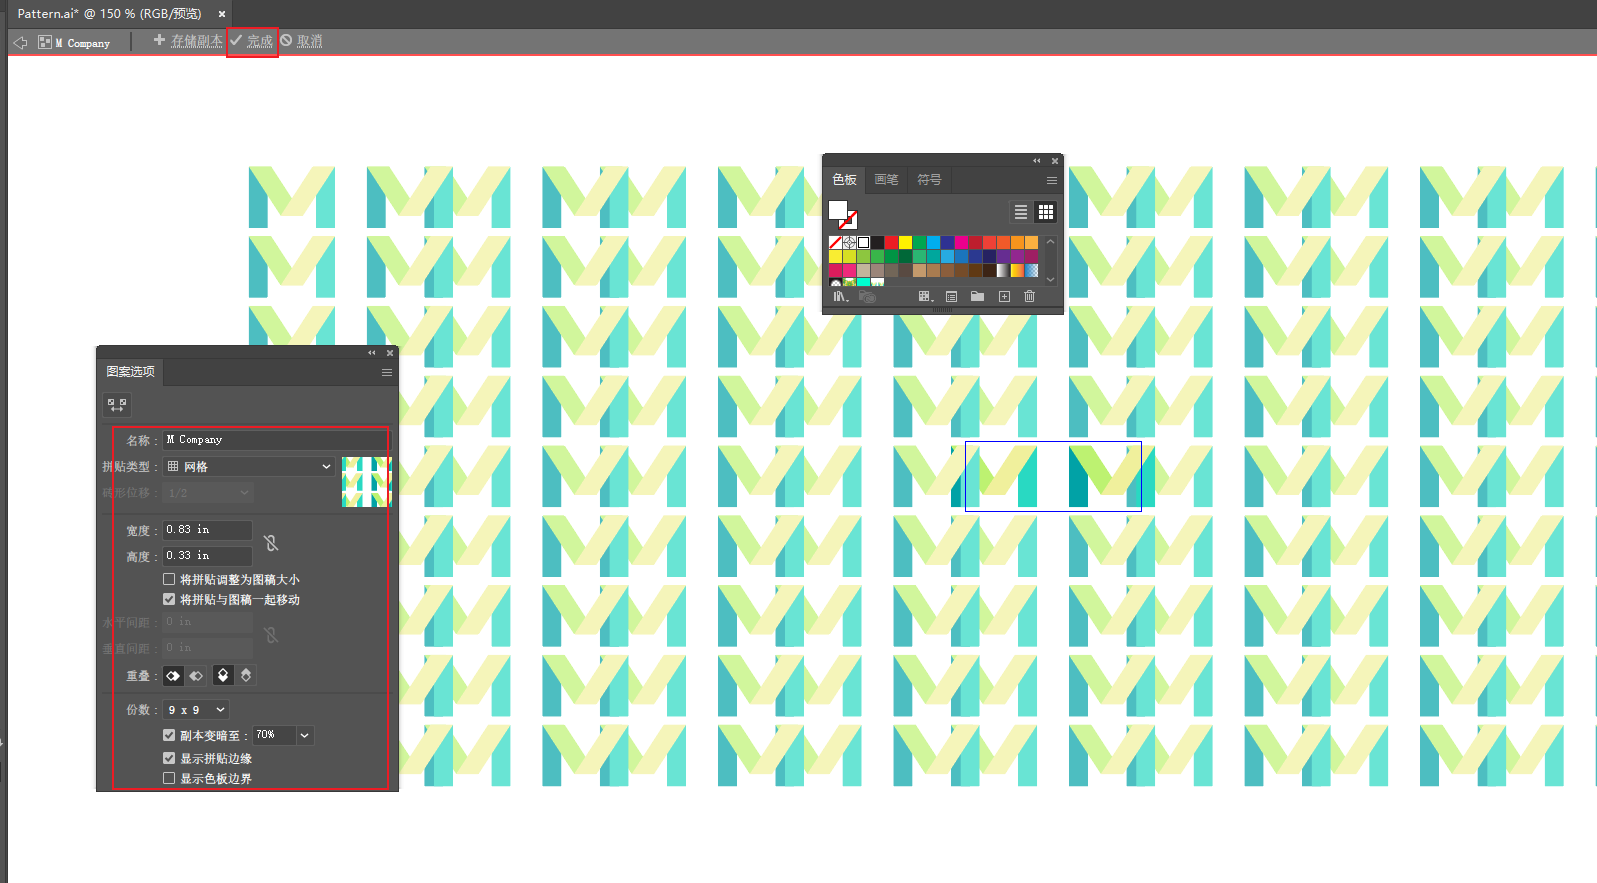 Pattern.ai* @ 150 % (RGB/预览) ×
M Company
存储副本
完成
取消
色板 画笔 符号
图案选项
名称： M Company
拼贴类型： 网格
砖形位移： 1/2
宽度： 0.83 in
高度： 0.33 in
将拼贴调整为图稿大小
将拼贴与图稿一起移动
水平间距： 0 in
垂直间距： 0 in
重叠：
份数： 9 x 9
副本变暗至： 70%
显示拼贴边缘
显示色板边界